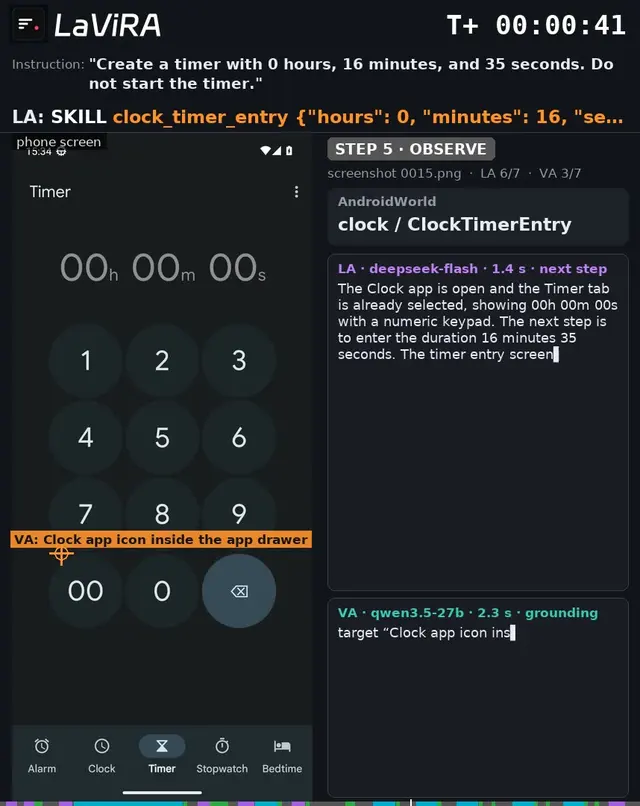 LaViRA
T+ 00:00:41
Instruction: "Create a timer with 0 hours, 16 minutes, and 35 seconds. Do
not start the timer."
LA: SKILL clock_timer_entry {"hours": 0, "minutes": 16, "se…
phone screen
15:34
Timer
00h 00m 00s
1 2 3
4 5 6
7 8 9
VA: Clock app icon inside the app drawer
00 0
Alarm Clock Timer Stopwatch Bedtime
STEP 5 · OBSERVE
screenshot 0015.png · LA 6/7 · VA 3/7
AndroidWorld
clock / ClockTimerEntry
LA · deepseek-flash · 1.4 s · next step
The Clock app is open and the Timer tab
is already selected, showing 00h 00m 00s
with a numeric keypad. The next step is
to enter the duration 16 minutes 35
seconds. The timer entry screen
VA · qwen3.5-27b · 2.3 s · grounding
target “Clock app icon ins